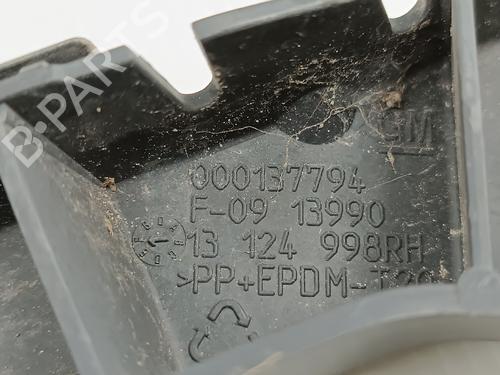 B-PARTS
GM
000137794
F-09 13990
13 124 998RH
>PP+EPDM-T20